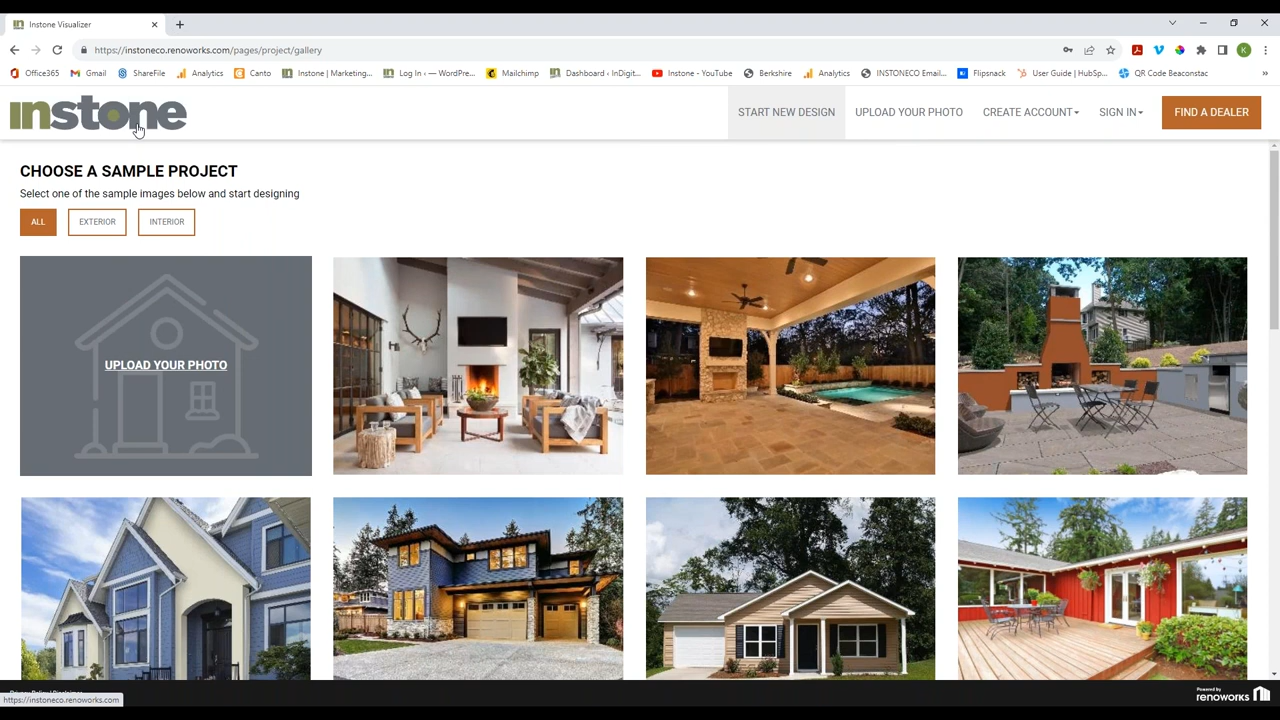 Instone Visualizer
https://instoneco.renoworks.com/pages/project/gallery
K
Office365 Gmail ShareFile Analytics Canto Instone | Marketing... Log In ‹ — WordPre... Mailchimp Dashboard ‹ InDigit... Instone - YouTube Berkshire Analytics INSTONECO Email... Flipsnack User Guide | HubSp... QR Code Beaconstac »
instone
START NEW DESIGN UPLOAD YOUR PHOTO CREATE ACCOUNT SIGN IN FIND A DEALER
CHOOSE A SAMPLE PROJECT
Select one of the sample images below and start designing
ALL EXTERIOR INTERIOR
UPLOAD YOUR PHOTO
Privacy Policy | Disclaimer
https://instoneco.renoworks.com
Powered by
renoworks